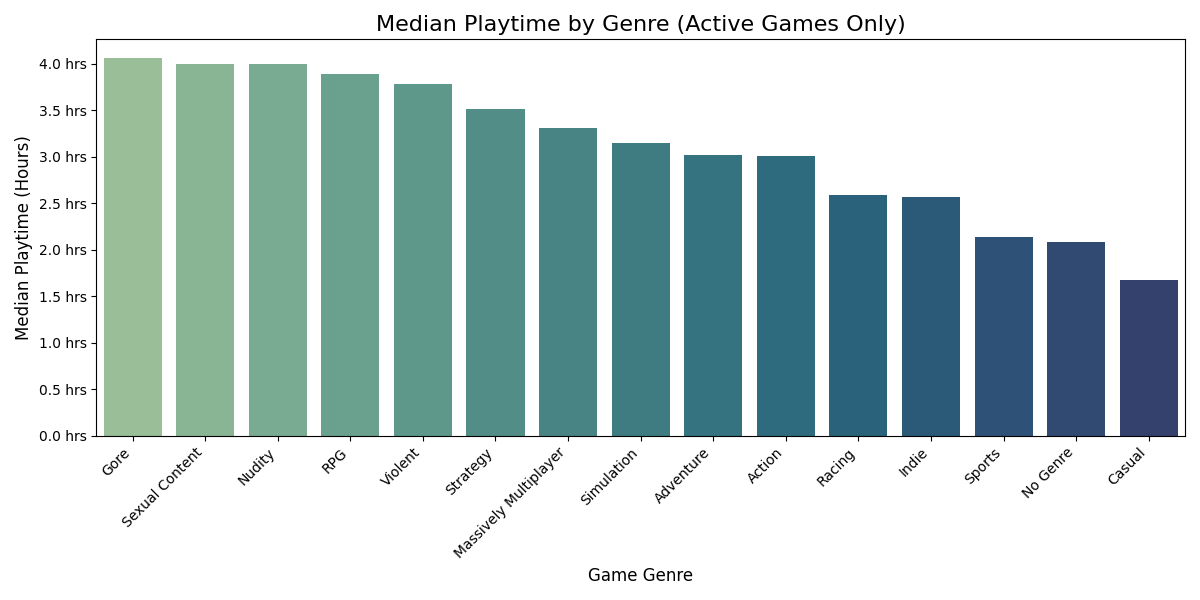 Median Playtime by Genre (Active Games Only)
Median Playtime (Hours)
4.0 hrs
3.5 hrs
3.0 hrs
2.5 hrs
2.0 hrs
1.5 hrs
1.0 hrs
0.5 hrs
0.0 hrs
Gore
Sexual Content
Nudity
RPG
Violent
Strategy
Massively Multiplayer
Simulation
Adventure
Action
Racing
Indie
Sports
No Genre
Casual
Game Genre